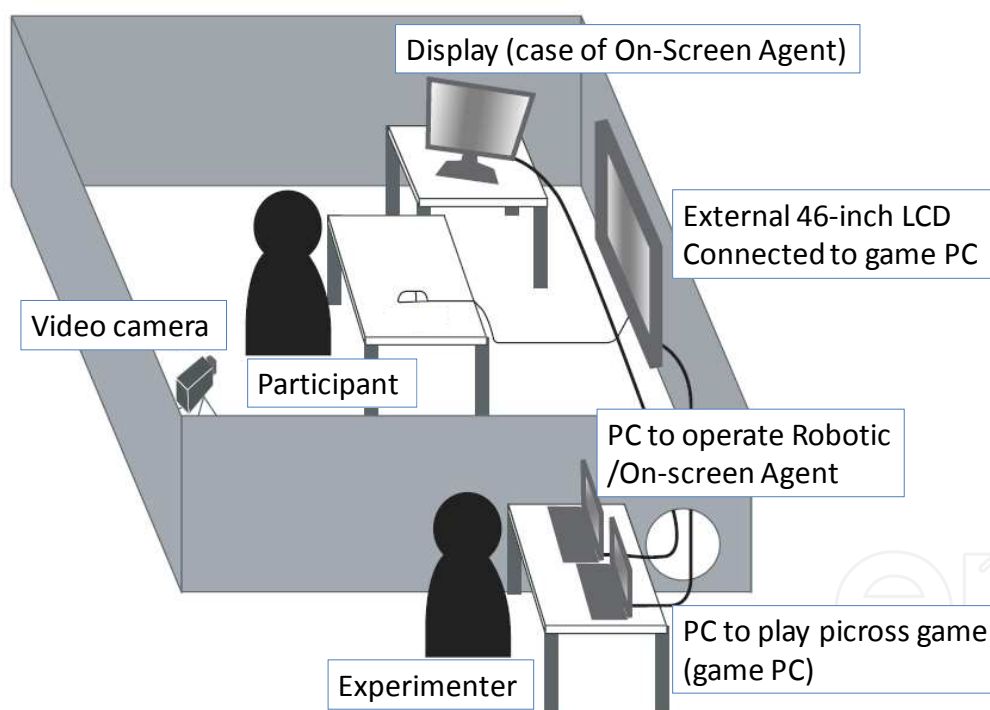 Display (case of On-Screen Agent)
External 46-inch LCD
Connected to game PC
Video camera
Participant
PC to operate Robotic
/On-screen Agent
PC to play picross game
(game PC)
Experimenter